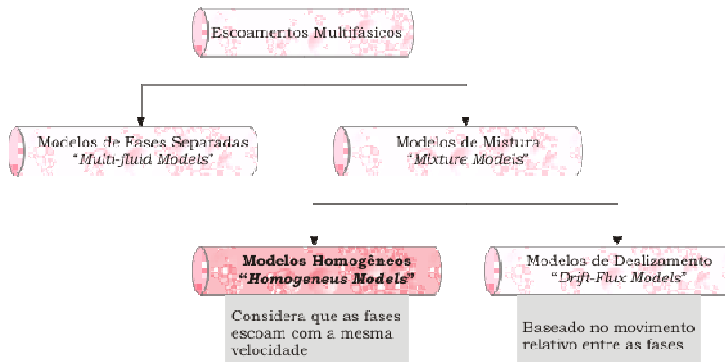 Escoamentos Multifásicos
Modelos de Fases Separadas
"Multi-fluid Models"
Modelos de Mistura
"Mixture Models"
Modelos Homogêneos
"Homogeneus Models"
Modelos de Deslizamento
"Drift-Flux Models"
Considera que as fases
escoam com a mesma
velocidade
Baseado no movimento
relativo entre as fases